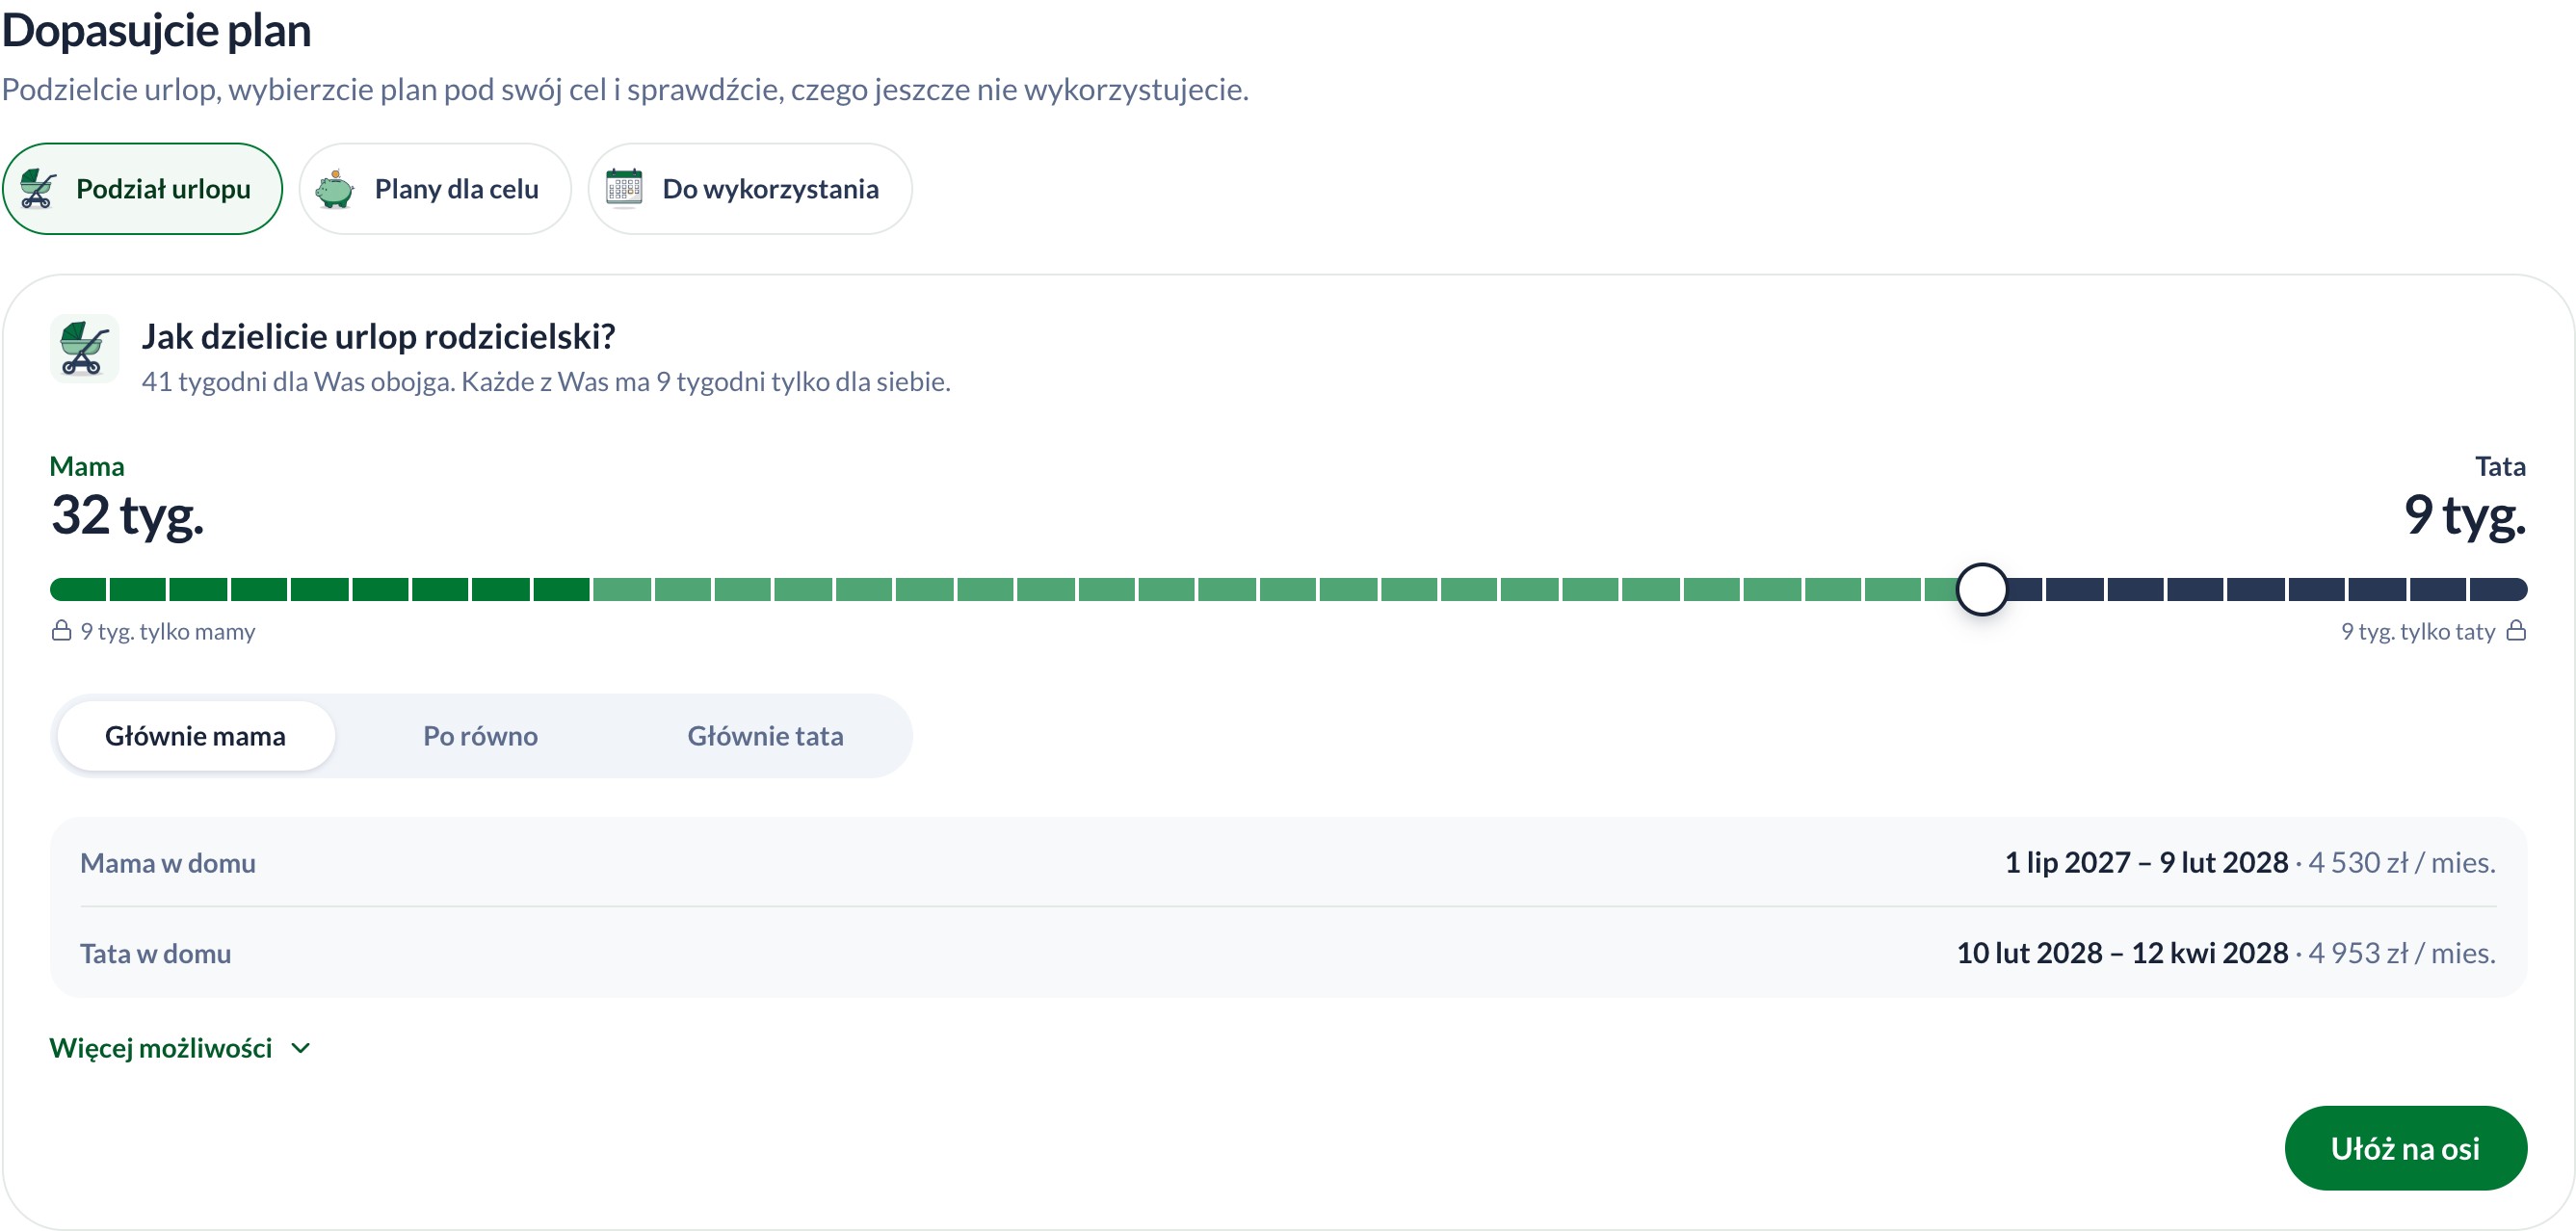 Dopasujcie plan
Podzielcie urlop, wybierzcie plan pod swój cel i sprawdźcie, czego jeszcze nie wykorzystujecie.
Podział urlopu
Plany dla celu
Do wykorzystania
Jak dzielicie urlop rodzicielski?
41 tygodni dla Was obojga. Każde z Was ma 9 tygodni tylko dla siebie.
Mama
Tata
32 tyg.
9 tyg.
9 tyg. tylko mamy
9 tyg. tylko taty
Głównie mama
Po równo
Głównie tata
Mama w domu
1 lip 2027 – 9 lut 2028 · 4 530 zł / mies.
Tata w domu
10 lut 2028 – 12 kwi 2028 · 4 953 zł / mies.
Więcej możliwości
Ułóż na osi